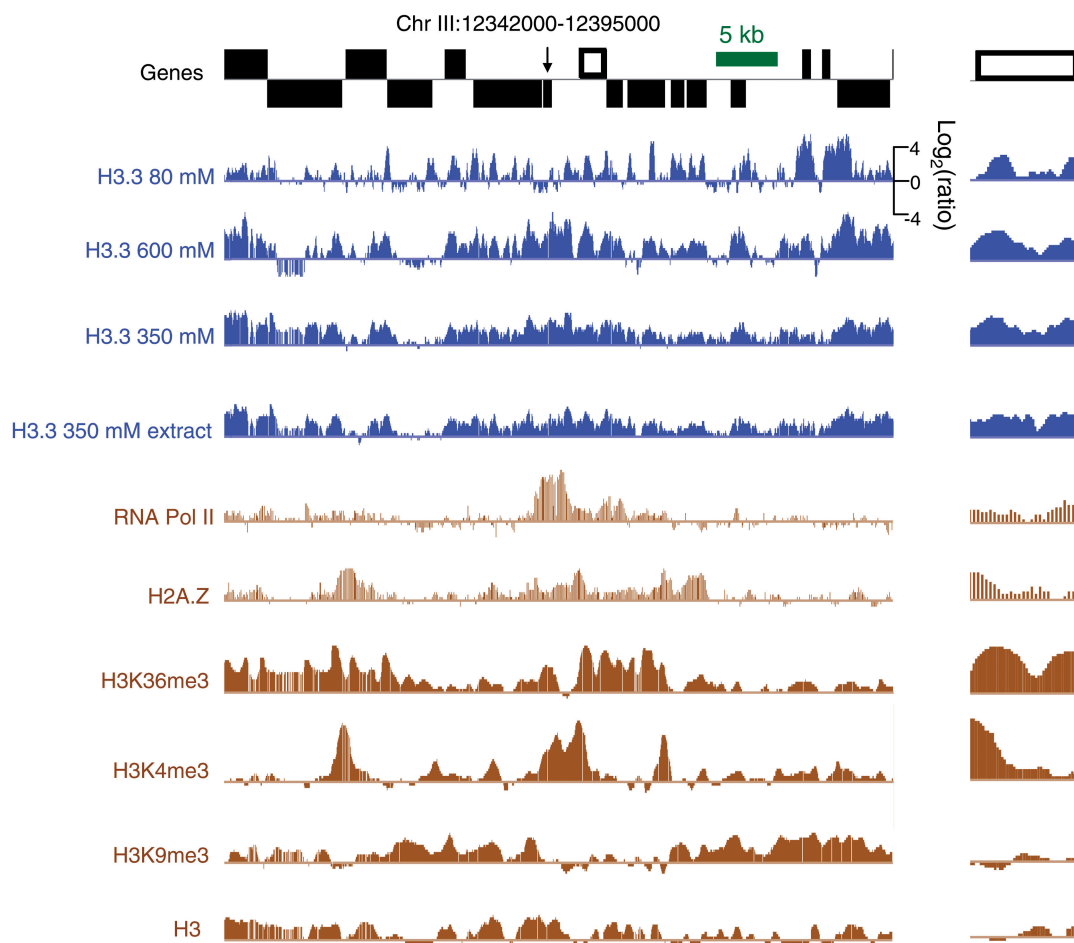 Chr III:12342000-12395000
5 kb
Genes
Log2(ratio)
4
0
-4
H3.3 80 mM
H3.3 600 mM
H3.3 350 mM
H3.3 350 mM extract
RNA Pol II
H2A.Z
H3K36me3
H3K4me3
H3K9me3
H3